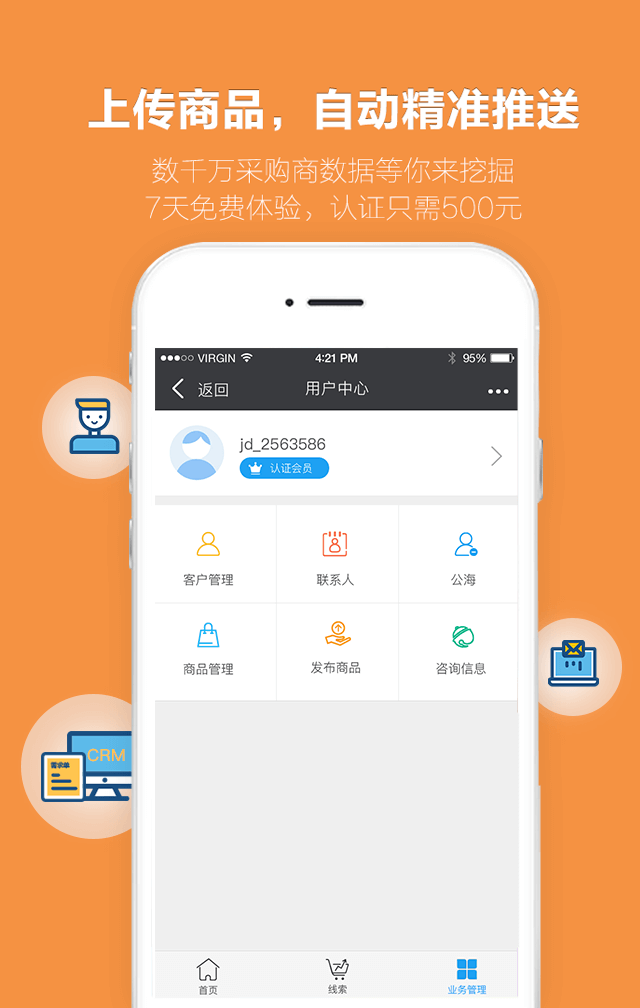 上传商品，自动精准推送
数千万采购商数据等你来挖掘
7天免费体验，认证只需500元
VIRGIN 4:21 PM 95%
返回 用户中心
jd_2563586
认证会员
客户管理 联系人 公海
商品管理 发布商品 咨询信息
CRM
需求单
首页 线索 业务管理